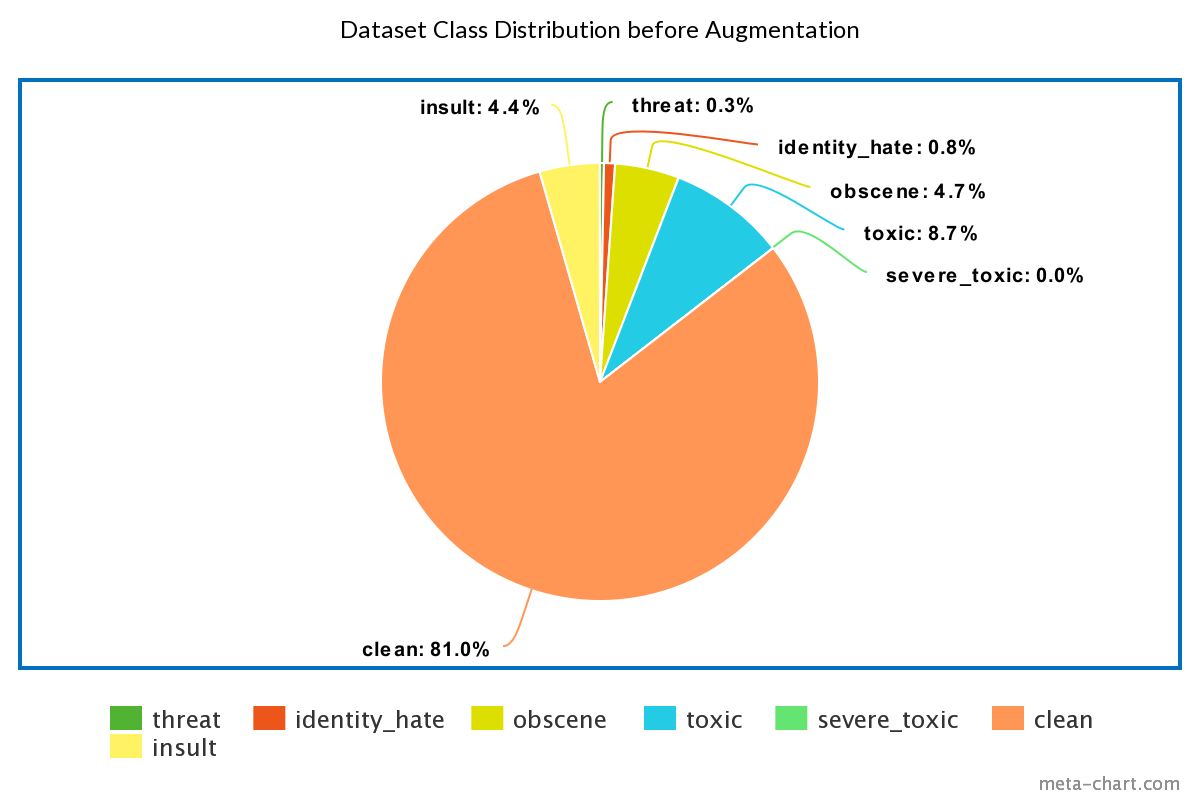 Dataset Class Distribution before Augmentation
insult: 4.4%
threat: 0.3%
identity_hate: 0.8%
obscene: 4.7%
toxic: 8.7%
severe_toxic: 0.0%
clean: 81.0%
threat identity_hate obscene toxic severe_toxic clean
insult
meta-chart.com